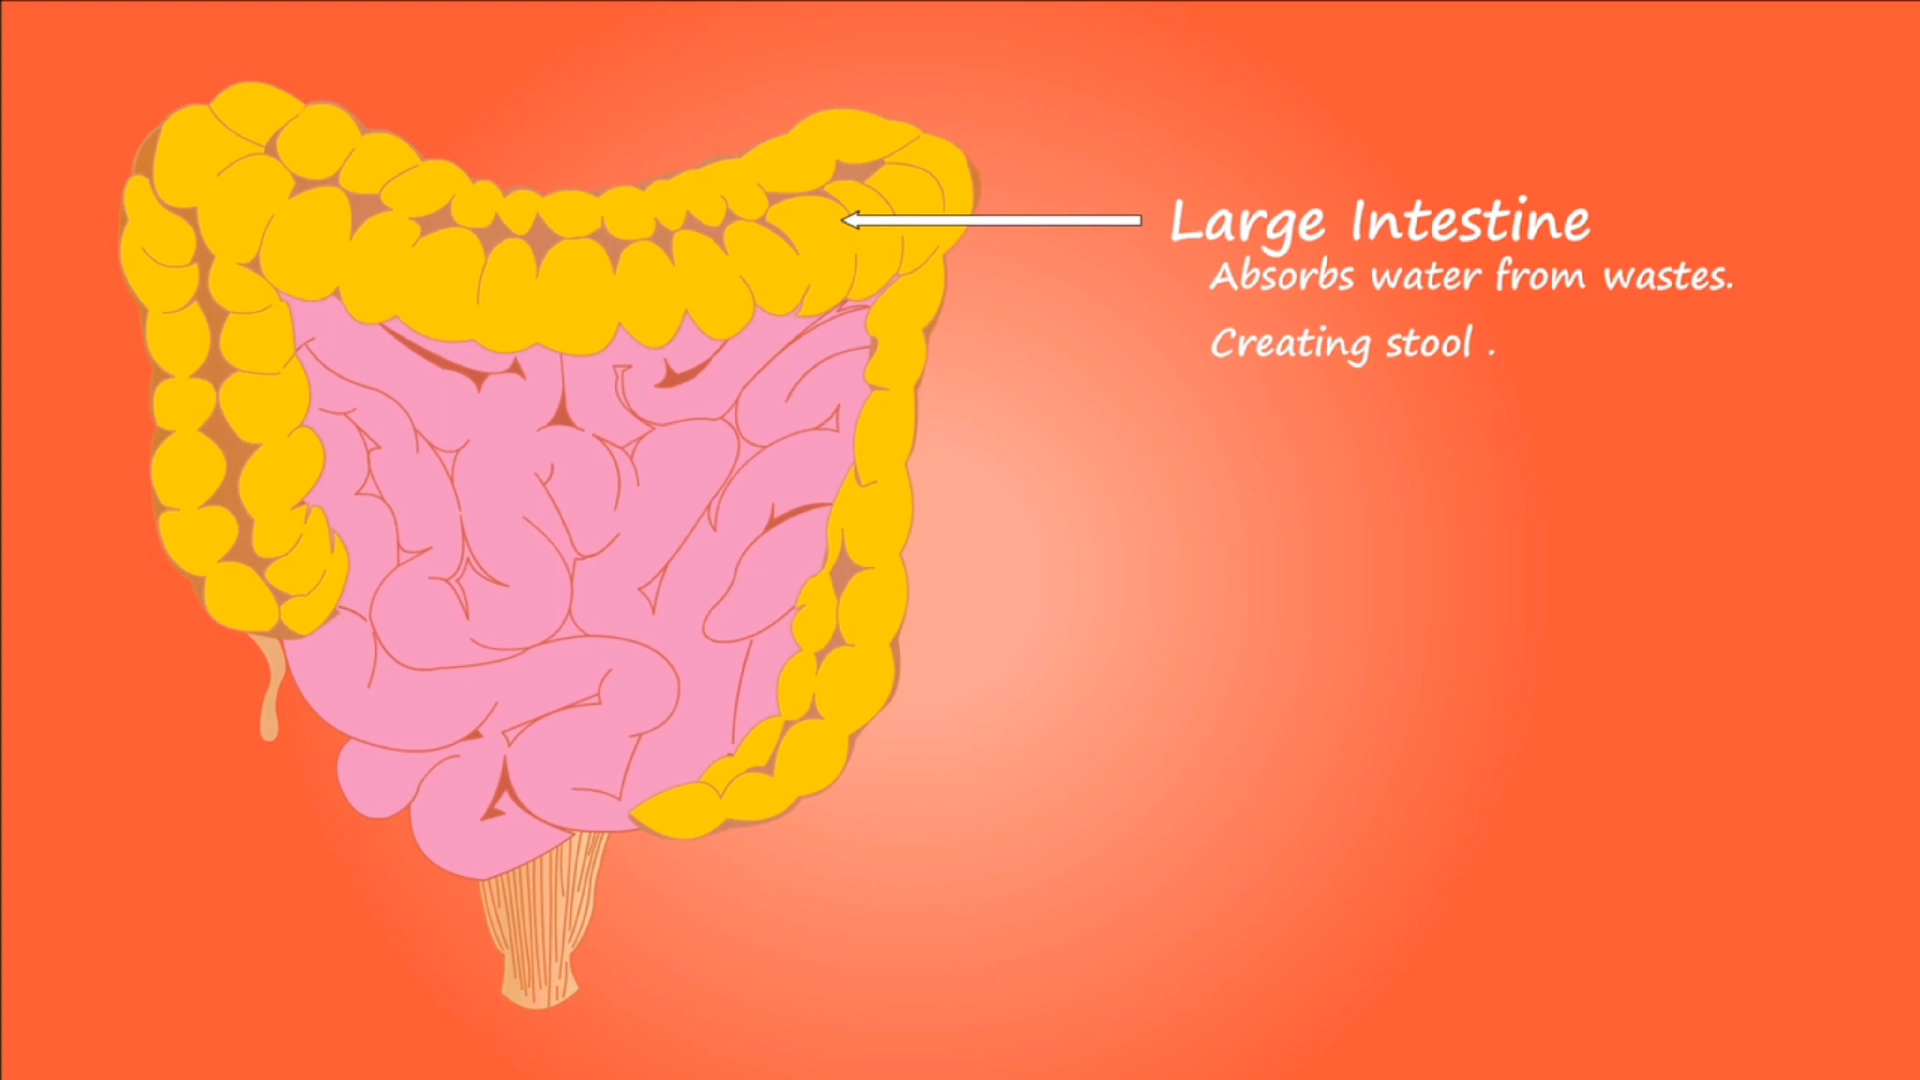 Large Intestine
Absorbs water from wastes.
Creating stool .